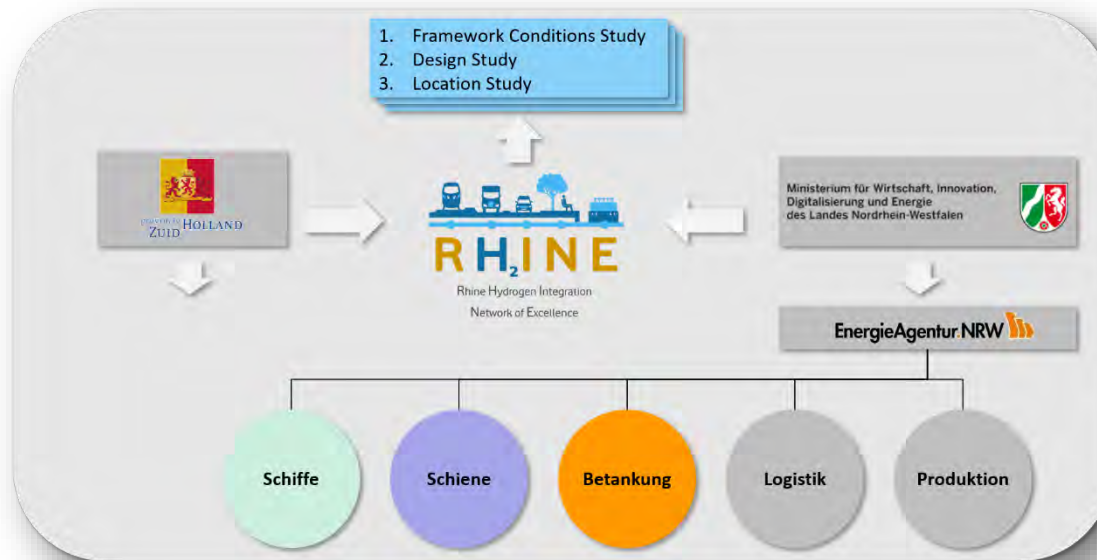 1. Framework Conditions Study
2. Design Study
3. Location Study
provincie HOLLAND
ZUID
RH₂INE
Rhine Hydrogen Integration
Network of Excellence
Ministerium für Wirtschaft, Innovation,
Digitalisierung und Energie
des Landes Nordrhein-Westfalen
EnergieAgentur.NRW
Schiffe
Schiene
Betankung
Logistik
Produktion